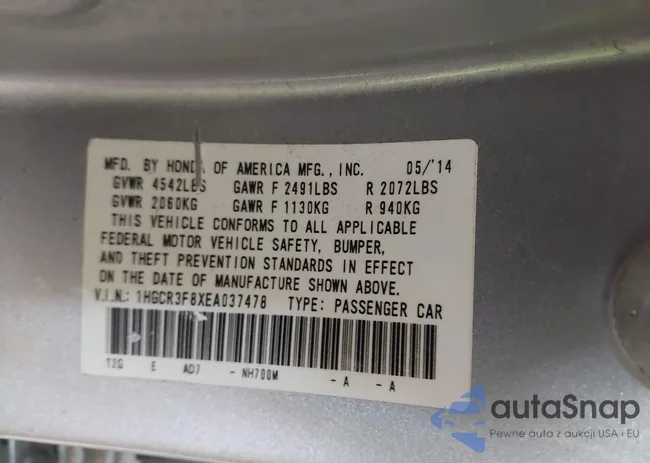 MFD. BY HONDA OF AMERICA MFG., INC. 05/'14
GVWR 4542LBS GAWR F 2491LBS R 2072LBS
GVWR 2060KG GAWR F 1130KG R 940KG
THIS VEHICLE CONFORMS TO ALL APPLICABLE
FEDERAL MOTOR VEHICLE SAFETY, BUMPER,
AND THEFT PREVENTION STANDARDS IN EFFECT
ON THE DATE OF MANUFACTURE SHOWN ABOVE.
V.I.N.: 1HGCR3F8XEA037478 TYPE: PASSENGER CAR
T2G E AD7 - NH700M - A - A
autaSnap
Pewne auta z aukcji USA i EU